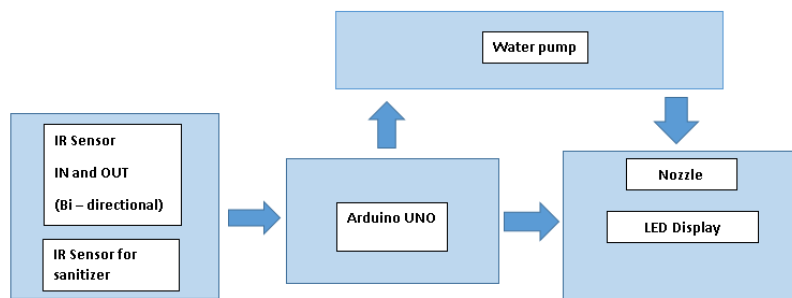 Water pump
IR Sensor
IN and OUT
(Bi – directional)
IR Sensor for
sanitizer
Arduino UNO
Nozzle
LED Display